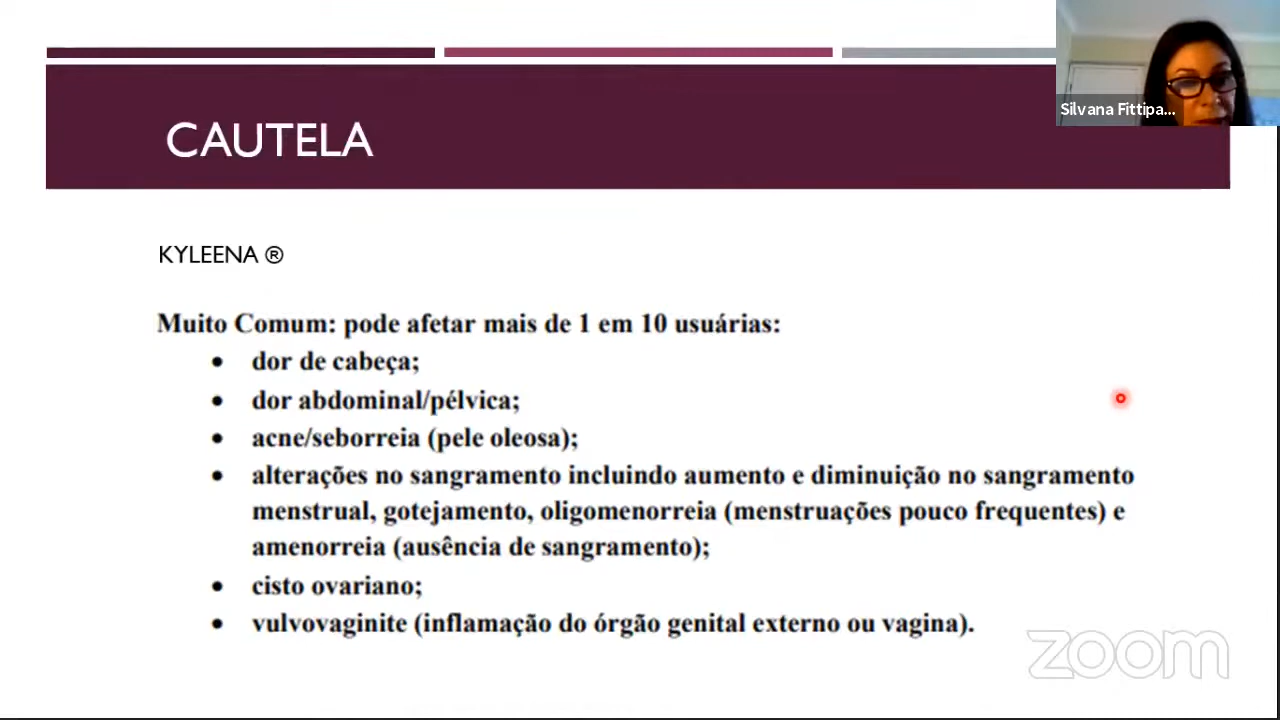 Silvana Fittipa...
CAUTELA
KYLEENA ®
Muito Comum: pode afetar mais de 1 em 10 usuárias:
• dor de cabeça;
• dor abdominal/pélvica;
• acne/seborreia (pele oleosa);
• alterações no sangramento incluindo aumento e diminuição no sangramento
menstrual, gotejamento, oligomenorreia (menstruações pouco frequentes) e
amenorreia (ausência de sangramento);
• cisto ovariano;
• vulvovaginite (inflamação do órgão genital externo ou vagina).
zoom